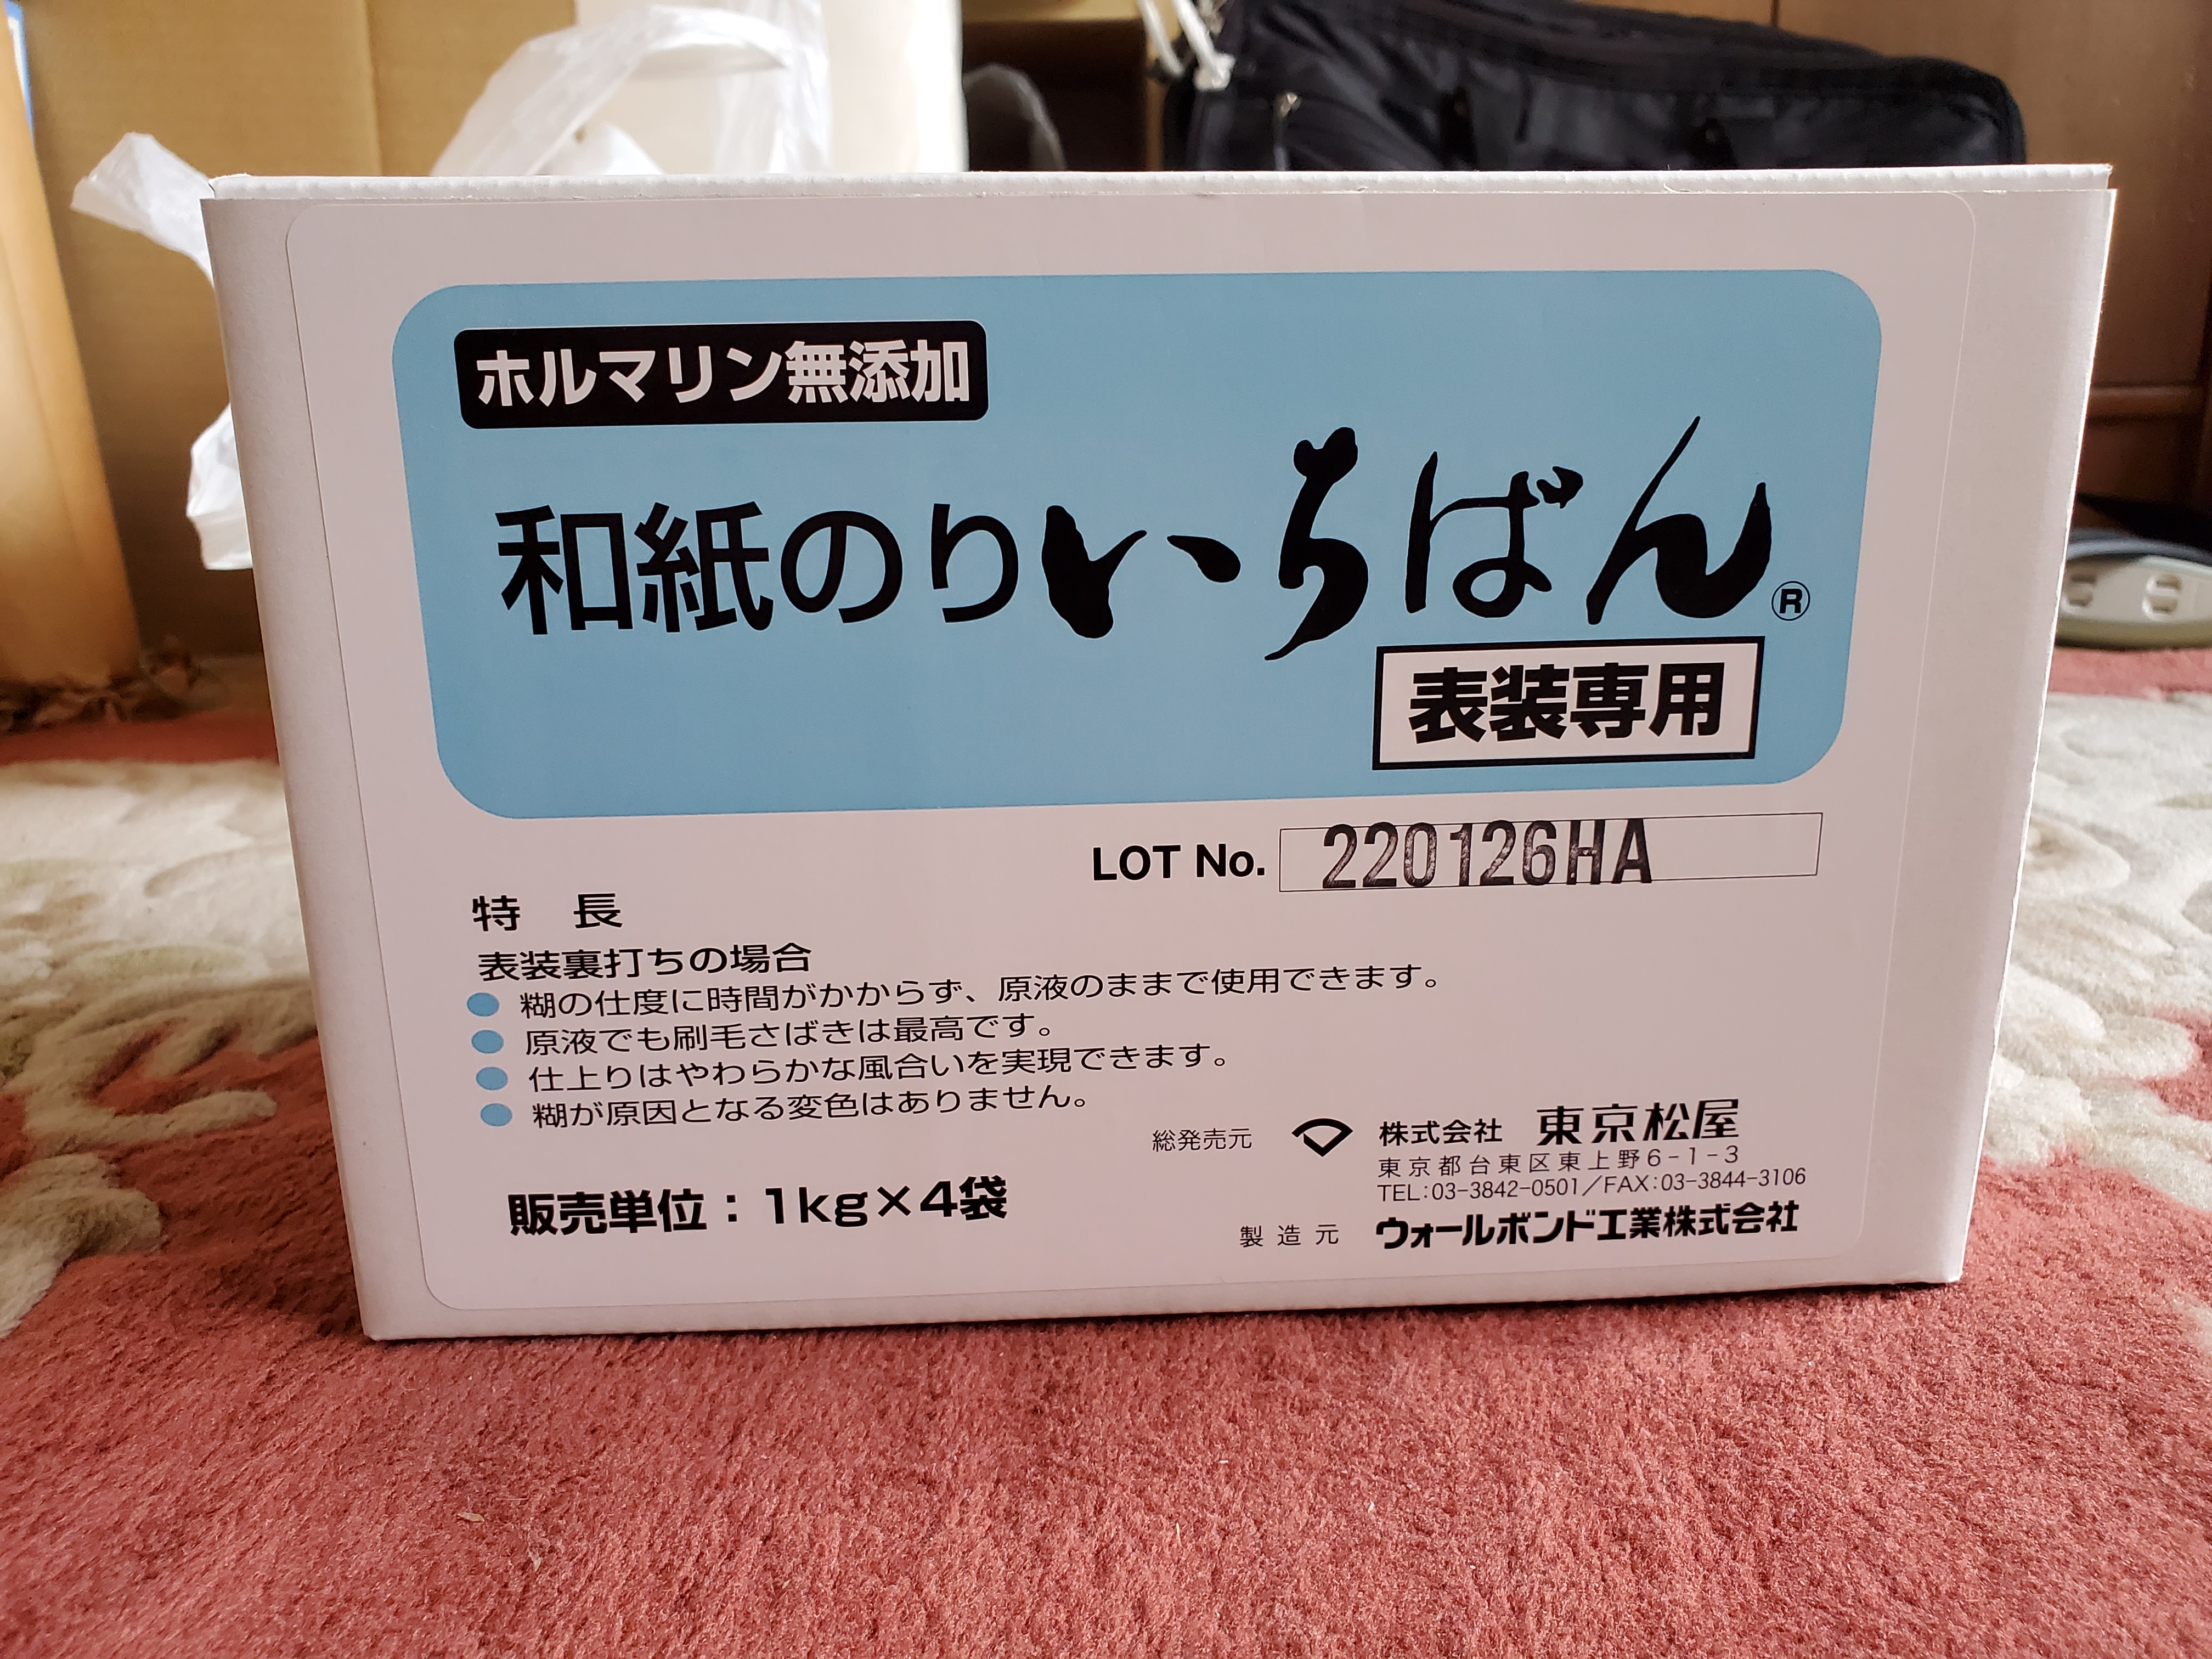 ホルマリン無添加
和紙のりいちばん®
表装専用
LOT No. 220126HA
特　長
表装裏打ちの場合
● 糊の仕度に時間がかからず、原液のままで使用できます。
● 原液でも刷毛さばきは最高です。
● 仕上りはやわらかな風合いを実現できます。
● 糊が原因となる変色はありません。
販売単位：1kg×4袋
総発売元 株式会社 東京松屋
東京都台東区東上野6-1-3
TEL:03-3842-0501／FAX:03-3844-3106
製造元 ウォールボンド工業株式会社